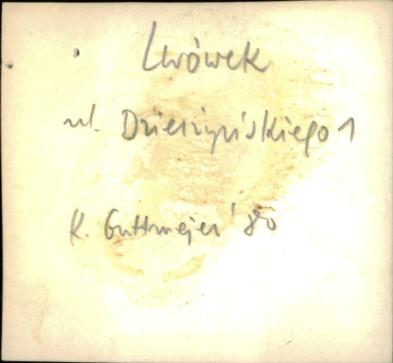 Lwówek
ul. Dzierżyńskiego 1
K. Guttmejer '80